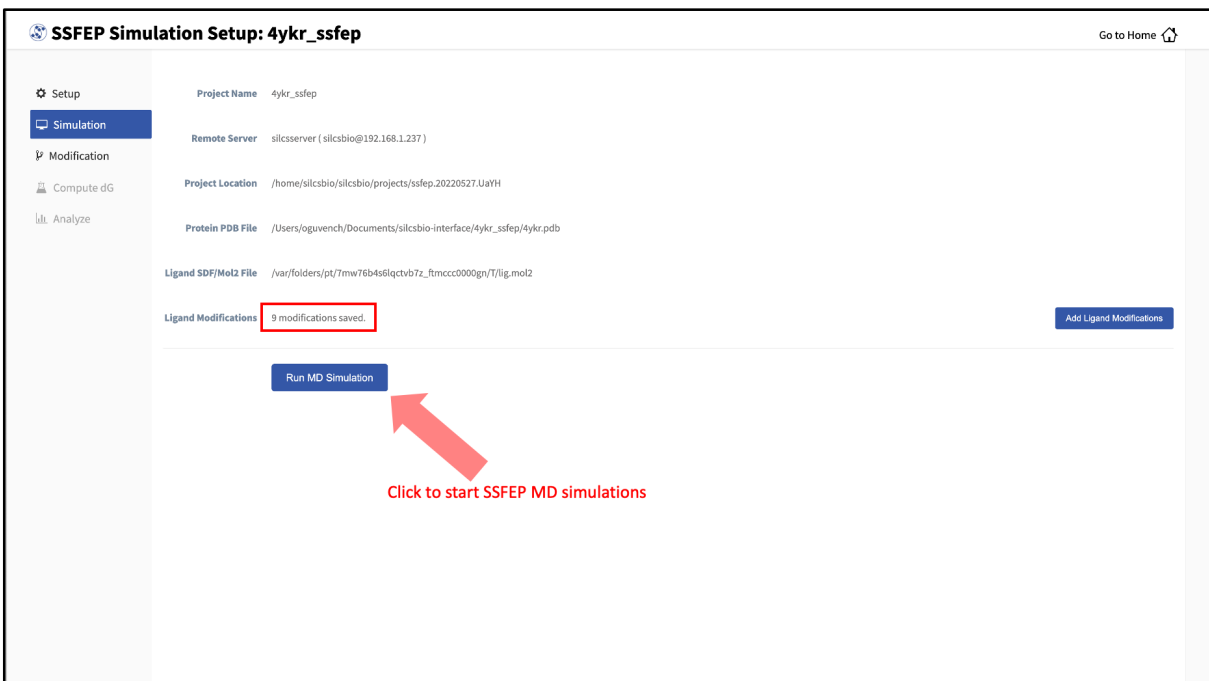 SSFEP Simulation Setup: 4ykr_ssfep
Go to Home
Setup
Simulation
Modification
Compute dG
Analyze
Project Name 4ykr_ssfep
Remote Server silcsserver ( silcsbio@192.168.1.237 )
Project Location /home/silcsbio/silcsbio/projects/ssfep.20220527.UaYH
Protein PDB File /Users/oguvench/Documents/silcsbio-interface/4ykr_ssfep/4ykr.pdb
Ligand SDF/Mol2 File /var/folders/pt/7mw76b4s6lqctvb7z_ftmccc0000gn/T/lig.mol2
Ligand Modifications 9 modifications saved. Add Ligand Modifications
Run MD Simulation
Click to start SSFEP MD simulations